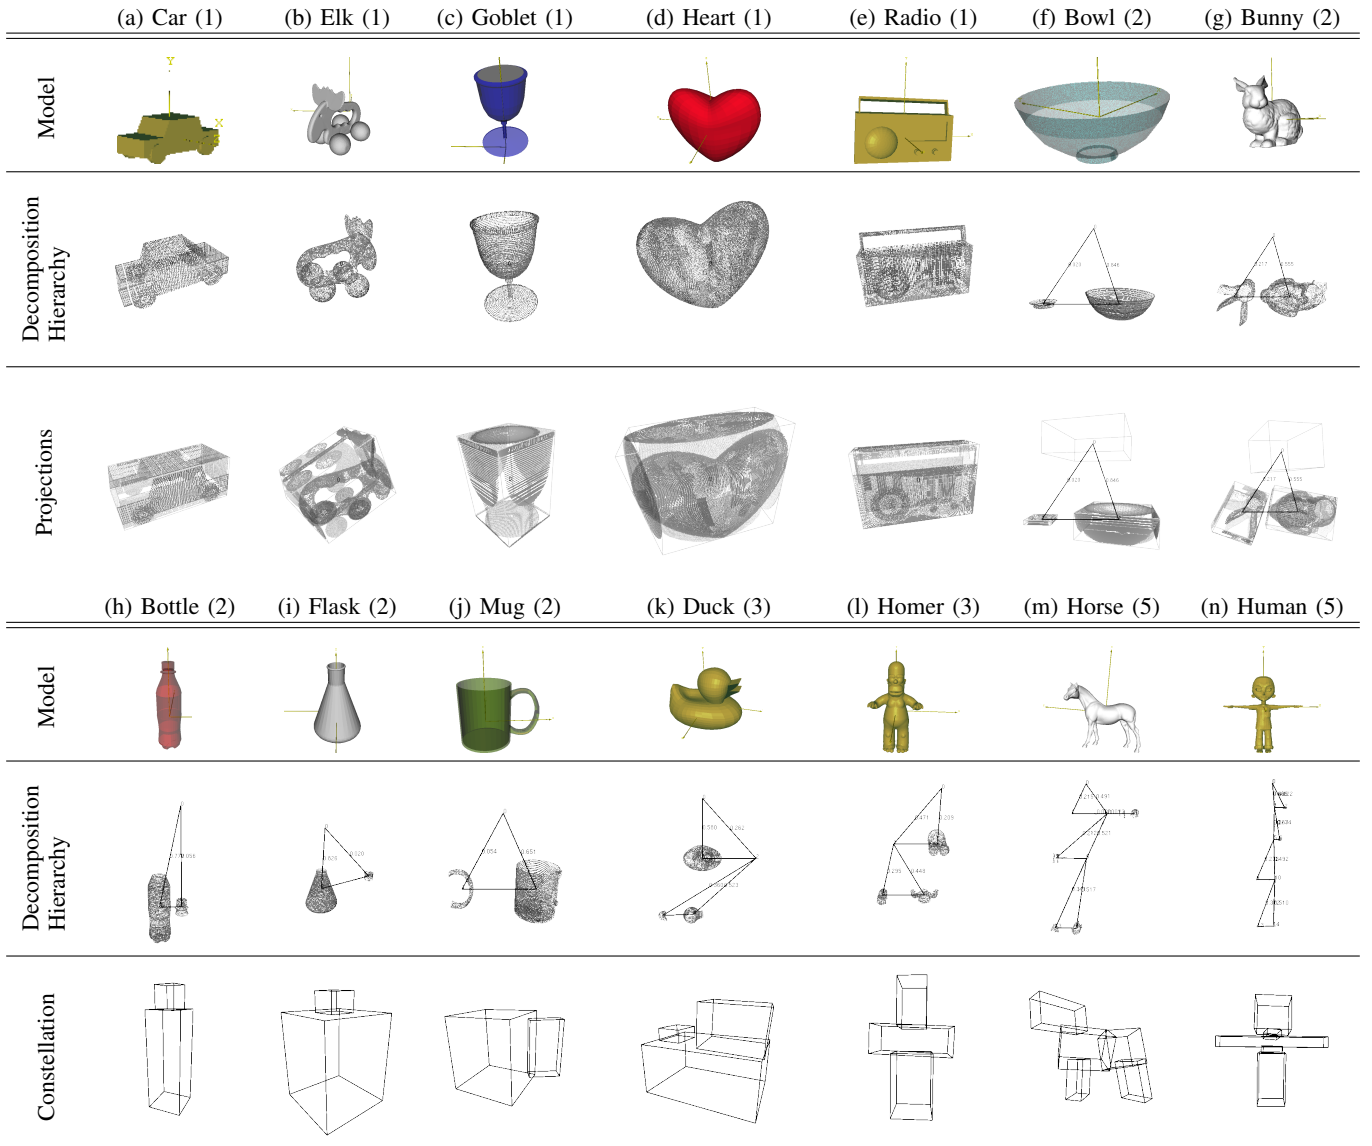 (a) Car (1) (b) Elk (1) (c) Goblet (1) (d) Heart (1) (e) Radio (1) (f) Bowl (2) (g) Bunny (2)
Model
Y
X
Decomposition
Hierarchy
Projections
(h) Bottle (2) (i) Flask (2) (j) Mug (2) (k) Duck (3) (l) Homer (3) (m) Horse (5) (n) Human (5)
Model
Decomposition
Hierarchy
Constellation